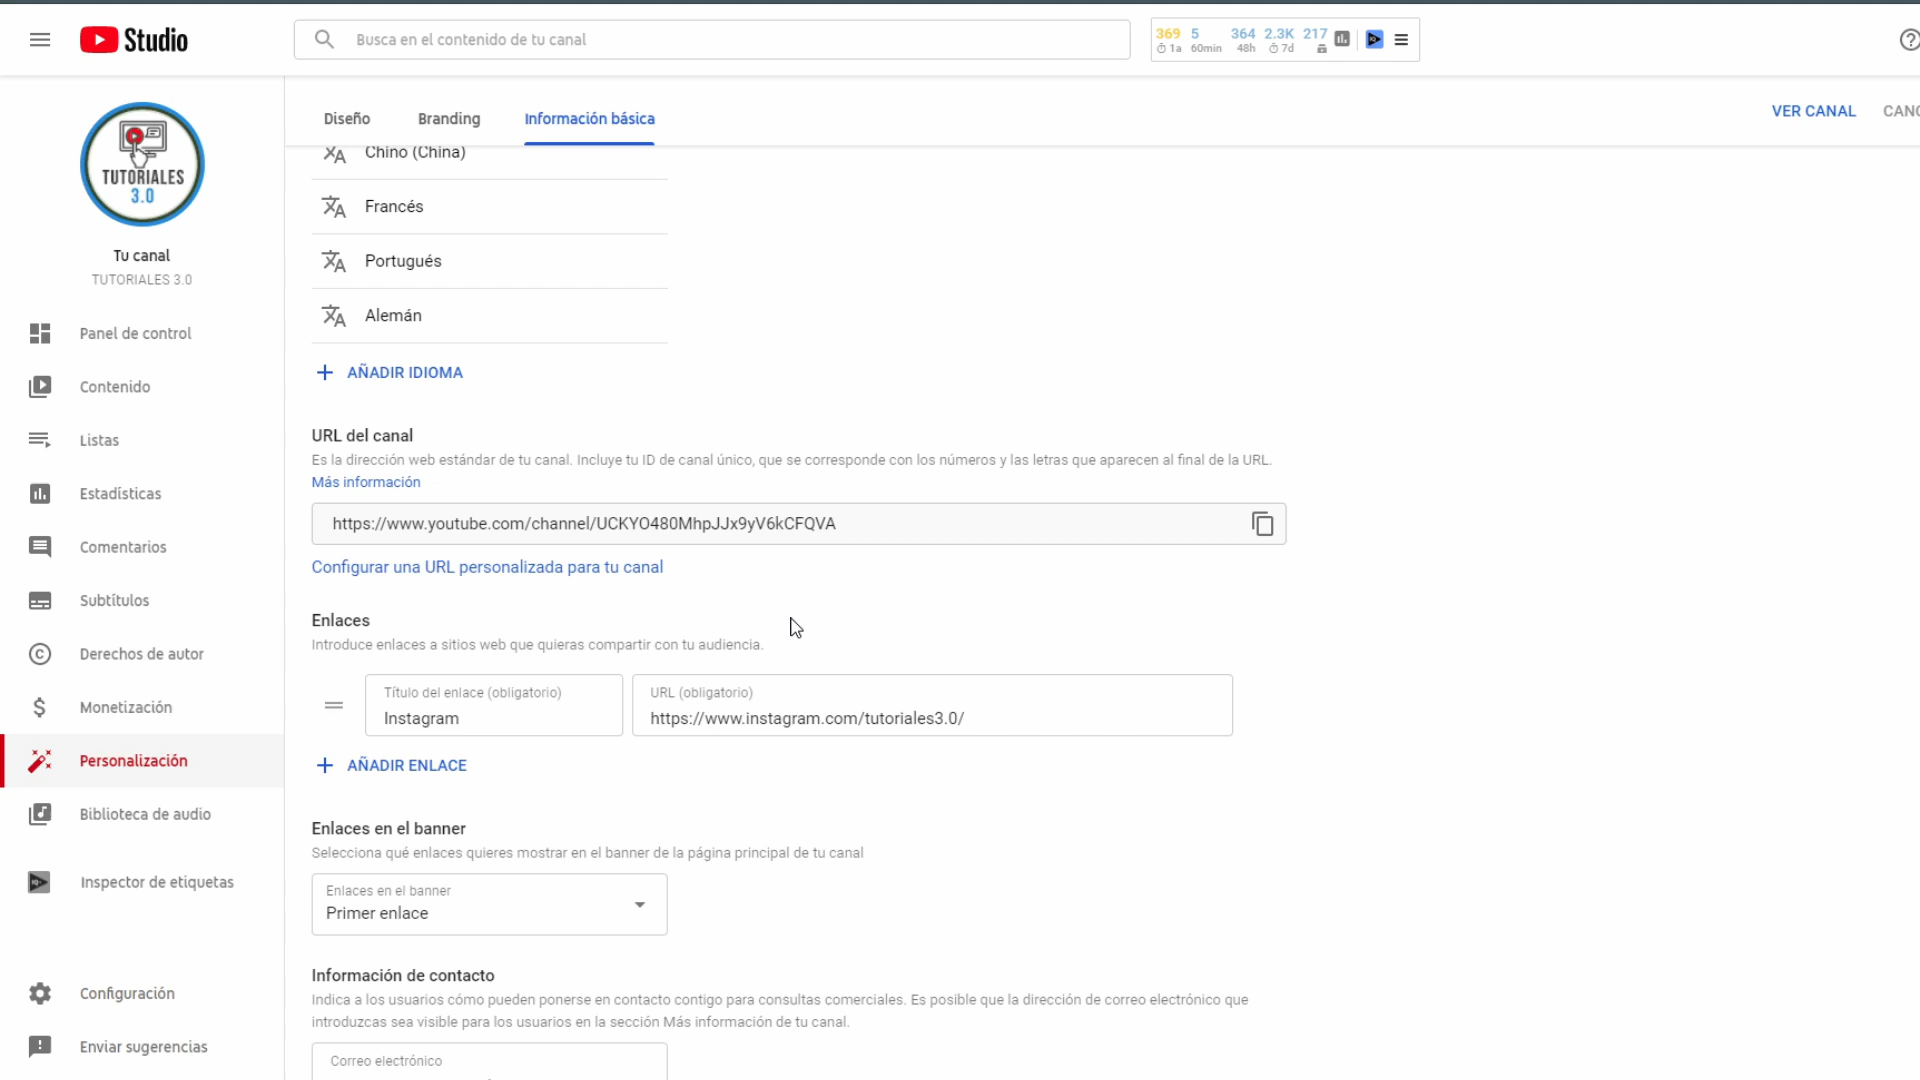 Studio
Busca en el contenido de tu canal
369 5 364 2.3K 217
1a 60min 48h 7d
TUTORIALES
3.0
Tu canal
TUTORIALES 3.0
Panel de control
Contenido
Listas
Estadísticas
Comentarios
Subtítulos
Derechos de autor
Monetización
Personalización
Biblioteca de audio
Inspector de etiquetas
Configuración
Enviar sugerencias
Diseño Branding Información básica
VER CANAL CANC
Chino (China)
Francés
Portugués
Alemán
AÑADIR IDIOMA
URL del canal
Es la dirección web estándar de tu canal. Incluye tu ID de canal único, que se corresponde con los números y las letras que aparecen al final de la URL.
Más información
https://www.youtube.com/channel/UCKYO480MhpJJx9yV6kCFQVA
Configurar una URL personalizada para tu canal
Enlaces
Introduce enlaces a sitios web que quieras compartir con tu audiencia.
Título del enlace (obligatorio)
Instagram
URL (obligatorio)
https://www.instagram.com/tutoriales3.0/
AÑADIR ENLACE
Enlaces en el banner
Selecciona qué enlaces quieres mostrar en el banner de la página principal de tu canal
Enlaces en el banner
Primer enlace
Información de contacto
Indica a los usuarios cómo pueden ponerse en contacto contigo para consultas comerciales. Es posible que la dirección de correo electrónico que
introduzcas sea visible para los usuarios en la sección Más información de tu canal.
Correo electrónico